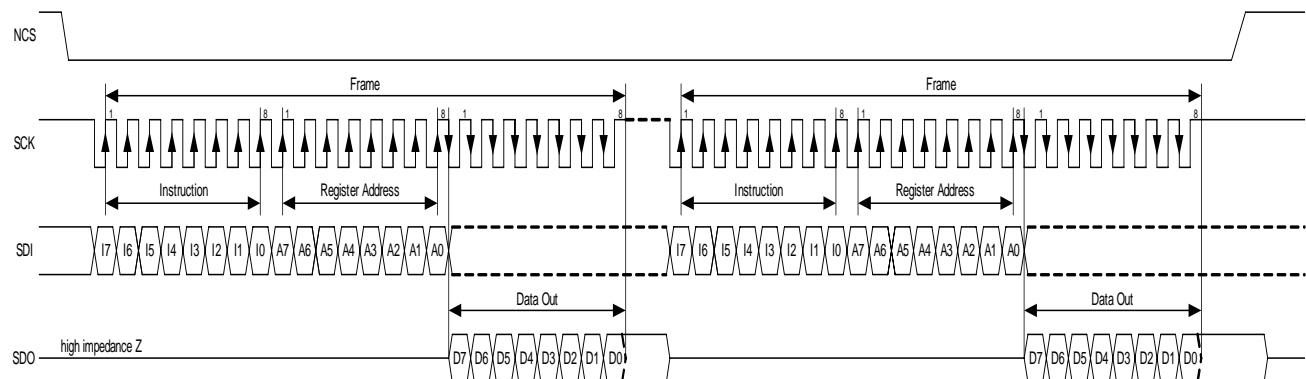 NCS
Frame Frame
SCK 1 8 1 8 1 8 1 8 1 8 1 8
Instruction Register Address Instruction Register Address
SDI I7 I6 I5 I4 I3 I2 I1 I0 A7 A6 A5 A4 A3 A2 A1 A0 I7 I6 I5 I4 I3 I2 I1 I0 A7 A6 A5 A4 A3 A2 A1 A0
Data Out Data Out
SDO high impedance Z D7 D6 D5 D4 D3 D2 D1 D0 D7 D6 D5 D4 D3 D2 D1 D0